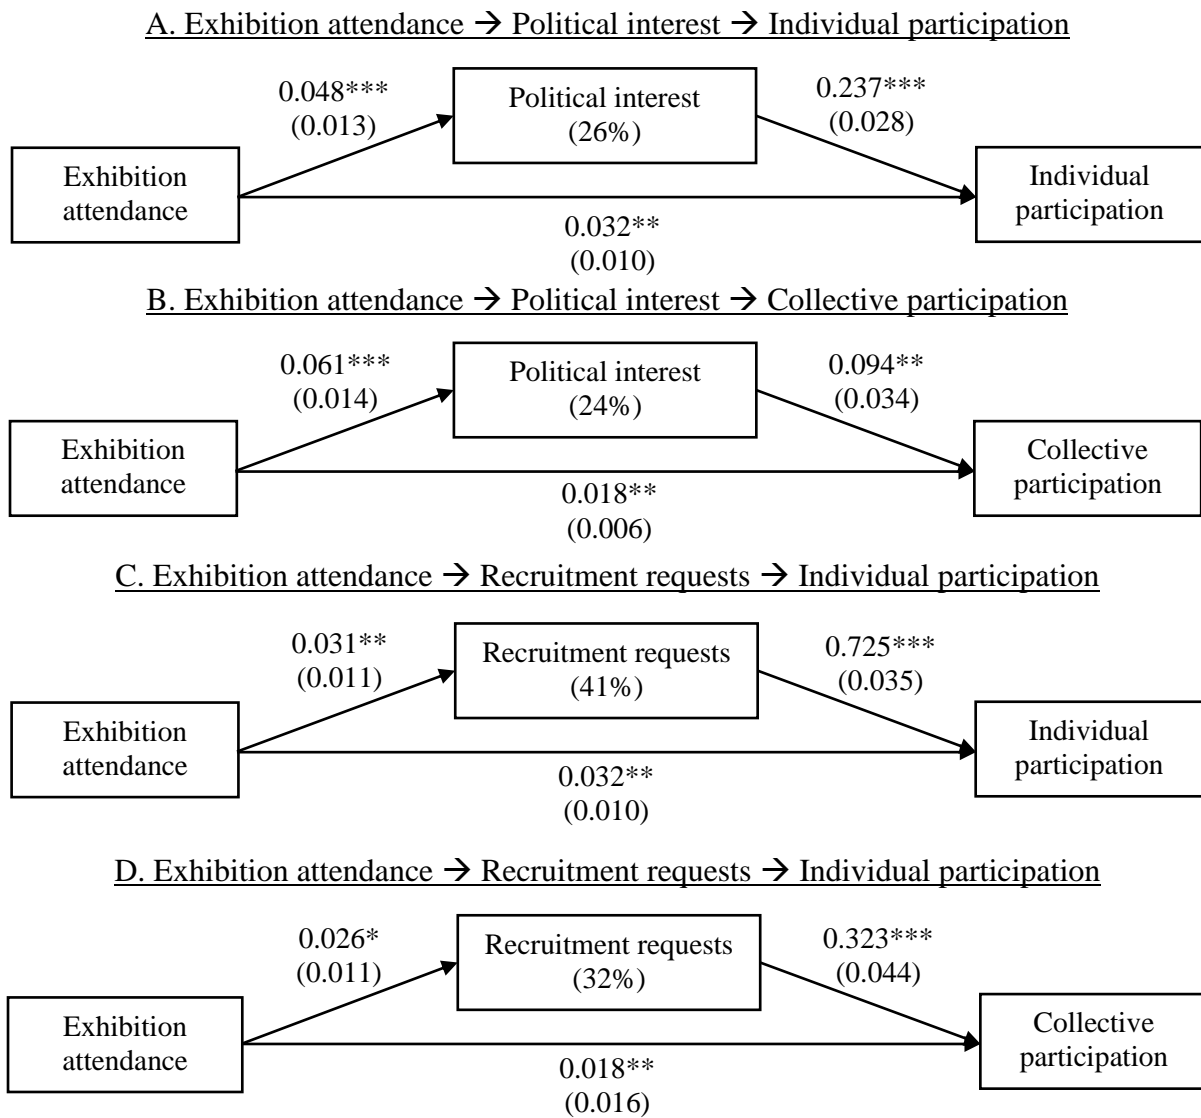 A. Exhibition attendance → Political interest → Individual participation
0.048***
(0.013)
Political interest
(26%)
0.237***
(0.028)
Exhibition
attendance
Individual
participation
0.032**
(0.010)
B. Exhibition attendance → Political interest → Collective participation
0.061***
(0.014)
Political interest
(24%)
0.094**
(0.034)
Exhibition
attendance
Collective
participation
0.018**
(0.006)
C. Exhibition attendance → Recruitment requests → Individual participation
0.031**
(0.011)
Recruitment requests
(41%)
0.725***
(0.035)
Exhibition
attendance
Individual
participation
0.032**
(0.010)
D. Exhibition attendance → Recruitment requests → Individual participation
0.026*
(0.011)
Recruitment requests
(32%)
0.323***
(0.044)
Exhibition
attendance
Collective
participation
0.018**
(0.016)